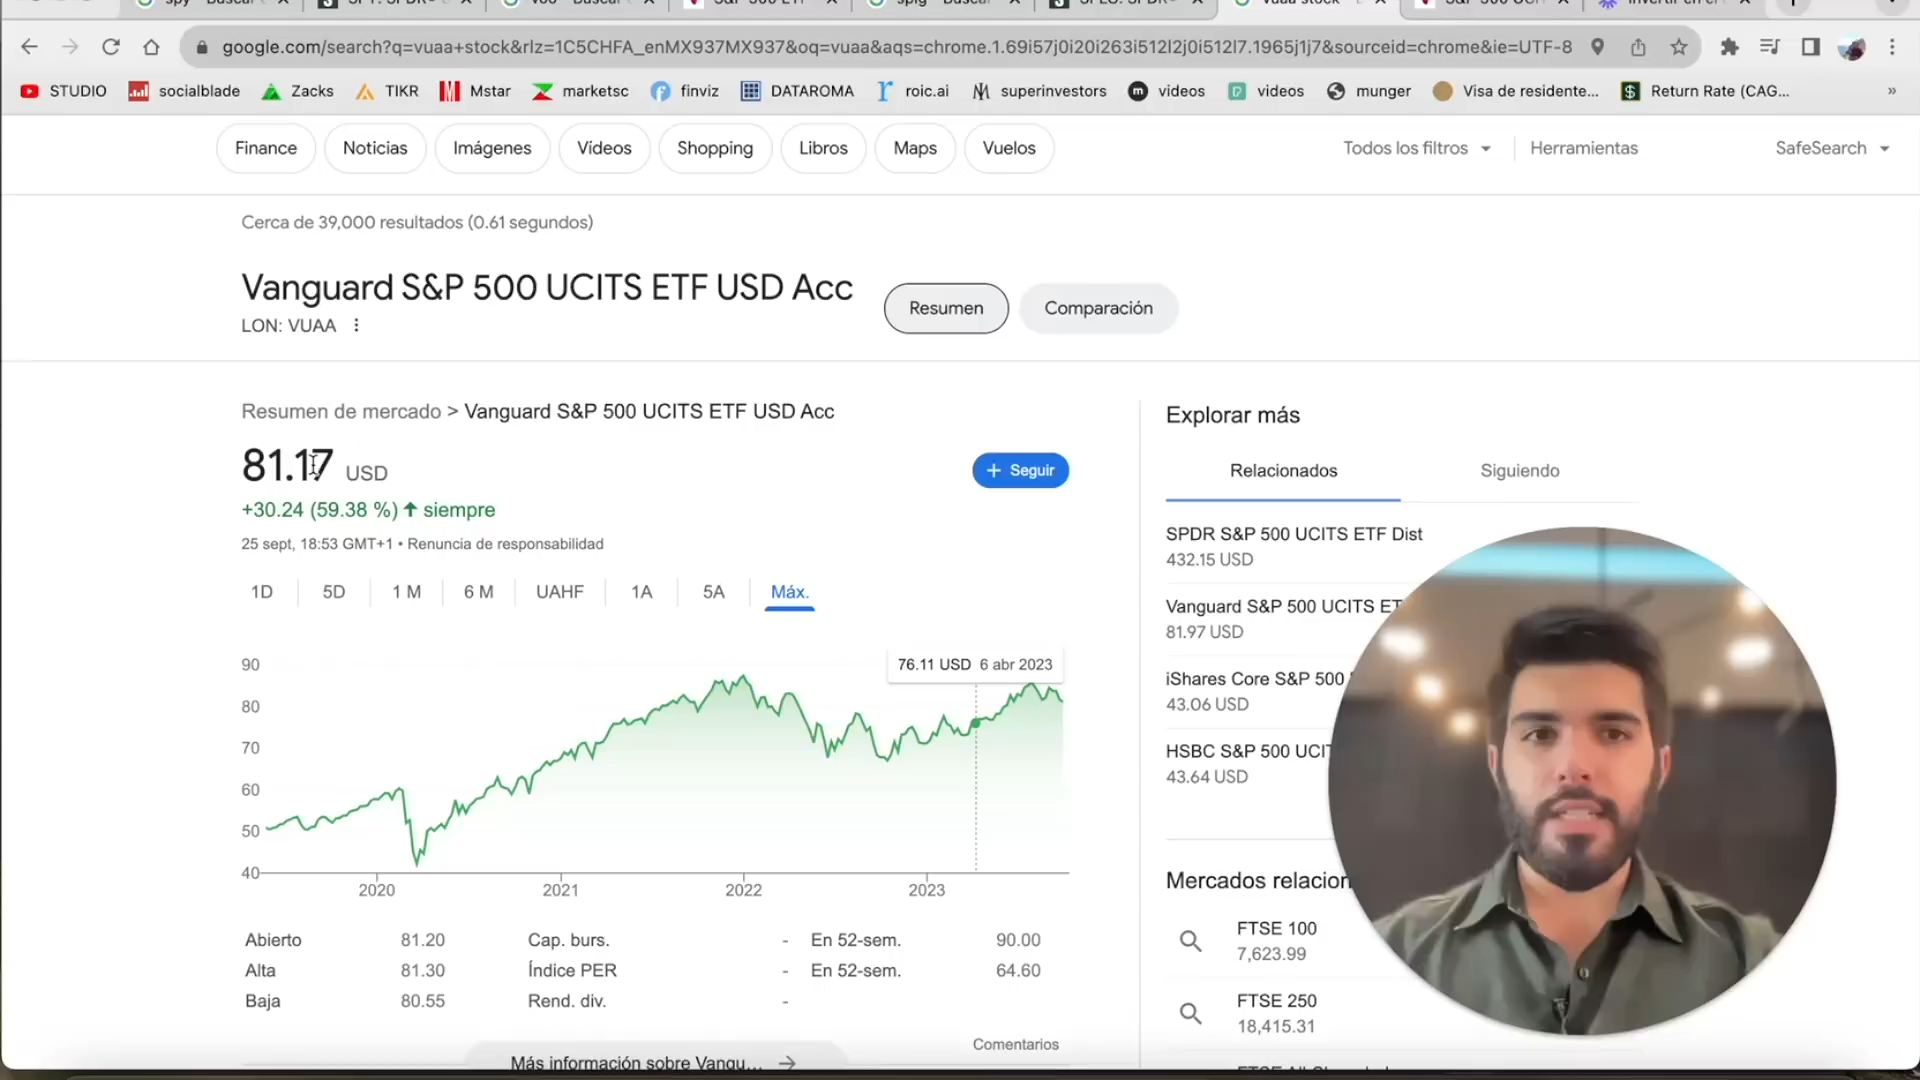 google.com/search?q=vuaa+stock&rlz=1C5CHFA_enMX937MX937&oq=vuaa&aqs=chrome.1.69i57j0i20i263i512l2j0i512l7.1965j1j7&sourceid=chrome&ie=UTF-8
STUDIO socialblade Zacks TIKR Mstar marketsc finviz DATAROMA roic.ai superinvestors videos videos munger Visa de residente... Return Rate (CAG... »
Finance Noticias Imágenes Vídeos Shopping Libros Maps Vuelos Todos los filtros Herramientas SafeSearch
Cerca de 39,000 resultados (0.61 segundos)
Vanguard S&P 500 UCITS ETF USD Acc
LON: VUAA
Resumen Comparación
Resumen de mercado > Vanguard S&P 500 UCITS ETF USD Acc
81.17 USD
+ Seguir
+30.24 (59.38 %) ↑ siempre
25 sept, 18:53 GMT+1 • Renuncia de responsabilidad
1D 5D 1 M 6 M UAHF 1A 5A Máx.
76.11 USD 6 abr 2023
90
80
70
60
50
40
2020 2021 2022 2023
Abierto 81.20 Cap. burs. - En 52-sem. 90.00
Alta 81.30 Índice PER - En 52-sem. 64.60
Baja 80.55 Rend. div. -
Comentarios
Más información sobre Vangu... →
Explorar más
Relacionados Siguiendo
SPDR S&P 500 UCITS ETF Dist
432.15 USD
Vanguard S&P 500 UCITS ET
81.97 USD
iShares Core S&P 500
43.06 USD
HSBC S&P 500 UCIT
43.64 USD
Mercados relacion
FTSE 100
7,623.99
FTSE 250
18,415.31